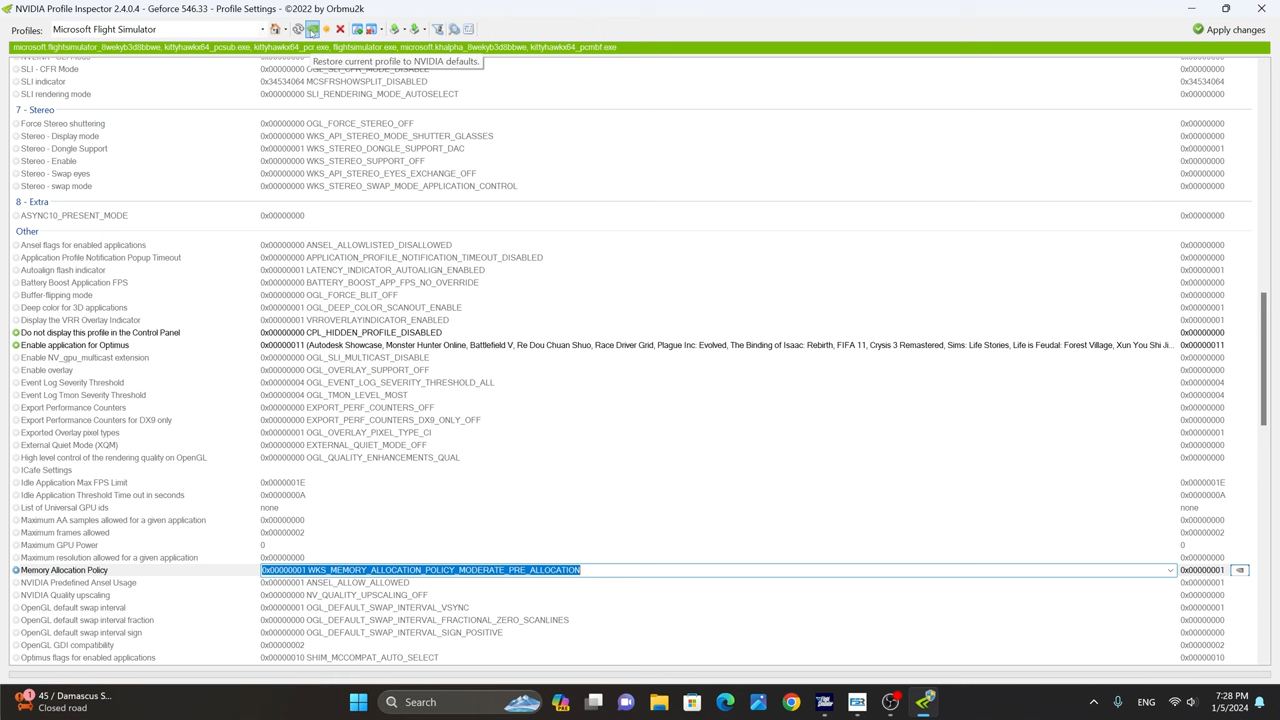 NVIDIA Profile Inspector 2.4.0.4 - Geforce 546.33 - Profile Settings - ©2022 by Orbmu2k
Profiles: Microsoft Flight Simulator Apply changes
microsoft.flightsimulator_8wekyb3d8bbwe, kittyhawkx64_pcsub.exe, kittyhawkx64_pcr.exe, flightsimulator.exe, microsoft.khalpha_8wekyb3d8bbwe, kittyhawkx64_pcmbf.exe
Restore current profile to NVIDIA defaults.
SLI - CFR Mode 0x00000000 OGL_SLI_CFR_MODE_DISABLE 0x00000000
SLI indicator 0x34534064 MCSFRSHOWSPLIT_DISABLED 0x34534064
SLI rendering mode 0x00000000 SLI_RENDERING_MODE_AUTOSELECT 0x00000000
7 - Stereo
Force Stereo shuttering 0x00000000 OGL_FORCE_STEREO_OFF 0x00000000
Stereo - Display mode 0x00000000 WKS_API_STEREO_MODE_SHUTTER_GLASSES 0x00000000
Stereo - Dongle Support 0x00000001 WKS_STEREO_DONGLE_SUPPORT_DAC 0x00000001
Stereo - Enable 0x00000000 WKS_STEREO_SUPPORT_OFF 0x00000000
Stereo - Swap eyes 0x00000000 WKS_API_STEREO_EYES_EXCHANGE_OFF 0x00000000
Stereo - swap mode 0x00000000 WKS_STEREO_SWAP_MODE_APPLICATION_CONTROL 0x00000000
8 - Extra
ASYNC10_PRESENT_MODE 0x00000000 0x00000000
Other
Ansel flags for enabled applications 0x00000000 ANSEL_ALLOWLISTED_DISALLOWED 0x00000000
Application Profile Notification Popup Timeout 0x00000000 APPLICATION_PROFILE_NOTIFICATION_TIMEOUT_DISABLED 0x00000000
Autoalign flash indicator 0x00000001 LATENCY_INDICATOR_AUTOALIGN_ENABLED 0x00000001
Battery Boost Application FPS 0x00000000 BATTERY_BOOST_APP_FPS_NO_OVERRIDE 0x00000000
Buffer-flipping mode 0x00000000 OGL_FORCE_BLIT_OFF 0x00000000
Deep color for 3D applications 0x00000001 OGL_DEEP_COLOR_SCANOUT_ENABLE 0x00000001
Display the VRR Overlay Indicator 0x00000001 VRROVERLAYINDICATOR_ENABLED 0x00000001
Do not display this profile in the Control Panel 0x00000000 CPL_HIDDEN_PROFILE_DISABLED 0x00000000
Enable application for Optimus 0x00000011 (Autodesk Showcase, Monster Hunter Online, Battlefield V, Re Dou Chuan Shuo, Race Driver Grid, Plague Inc: Evolved, The Binding of Isaac: Rebirth, FIFA 11, Crysis 3 Remastered, Sims: Life Stories, Life is Feudal: Forest Village, Xun You Shi Ji... 0x00000011
Enable NV_gpu_multicast extension 0x00000000 OGL_SLI_MULTICAST_DISABLE 0x00000000
Enable overlay 0x00000000 OGL_OVERLAY_SUPPORT_OFF 0x00000000
Event Log Severity Threshold 0x00000004 OGL_EVENT_LOG_SEVERITY_THRESHOLD_ALL 0x00000004
Event Log Tmon Severity Threshold 0x00000004 OGL_TMON_LEVEL_MOST 0x00000004
Export Performance Counters 0x00000000 EXPORT_PERF_COUNTERS_OFF 0x00000000
Export Performance Counters for DX9 only 0x00000000 EXPORT_PERF_COUNTERS_DX9_ONLY_OFF 0x00000000
Exported Overlay pixel types 0x00000001 OGL_OVERLAY_PIXEL_TYPE_CI 0x00000001
External Quiet Mode (XQM) 0x00000000 EXTERNAL_QUIET_MODE_OFF 0x00000000
High level control of the rendering quality on OpenGL 0x00000000 OGL_QUALITY_ENHANCEMENTS_QUAL 0x00000000
ICafe Settings
Idle Application Max FPS Limit 0x0000001E 0x0000001E
Idle Application Threshold Time out in seconds 0x0000000A 0x0000000A
List of Universal GPU ids none none
Maximum AA samples allowed for a given application 0x00000000 0x00000000
Maximum frames allowed 0x00000002 0x00000002
Maximum GPU Power 0 0
Maximum resolution allowed for a given application 0x00000000 0x00000000
Memory Allocation Policy 0x00000001 WKS_MEMORY_ALLOCATION_POLICY_MODERATE_PRE_ALLOCATION 0x00000001
NVIDIA Predefined Ansel Usage 0x00000001 ANSEL_ALLOW_ALLOWED 0x00000001
NVIDIA Quality upscaling 0x00000000 NV_QUALITY_UPSCALING_OFF 0x00000000
OpenGL default swap interval 0x00000001 OGL_DEFAULT_SWAP_INTERVAL_VSYNC 0x00000001
OpenGL default swap interval fraction 0x00000000 OGL_DEFAULT_SWAP_INTERVAL_FRACTIONAL_ZERO_SCANLINES 0x00000000
OpenGL default swap interval sign 0x00000000 OGL_DEFAULT_SWAP_INTERVAL_SIGN_POSITIVE 0x00000000
OpenGL GDI compatibility 0x00000002 0x00000002
Optimus flags for enabled applications 0x00000010 SHIM_MCCOMPAT_AUTO_SELECT 0x00000010
1 45 / Damascus S... Search 7:28 PM
Closed road 1/5/2024